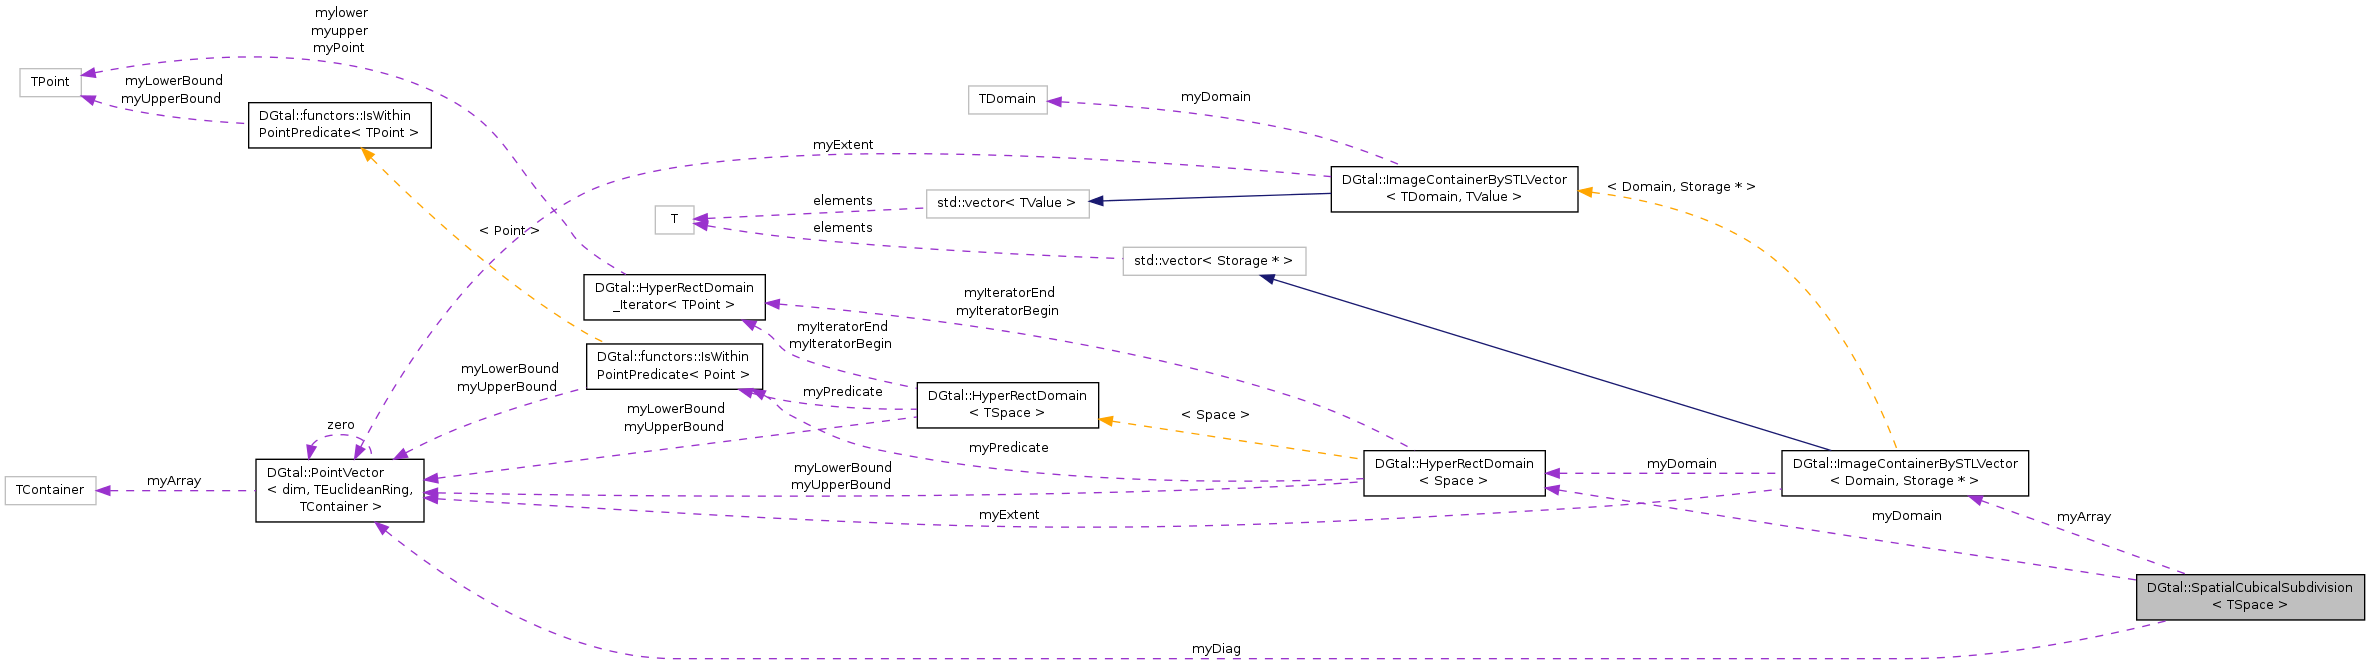 mylower
myupper
myPoint
TPoint
myLowerBound
myUpperBound
DGtal::functors::IsWithin
PointPredicate< TPoint >
TDomain
myDomain
myExtent
DGtal::ImageContainerBySTLVector
< TDomain, TValue >
< Domain, Storage * >
std::vector< TValue >
elements
T
elements
< Point >
std::vector< Storage * >
DGtal::HyperRectDomain
_Iterator< TPoint >
myIteratorEnd
myIteratorBegin
myIteratorEnd
myIteratorBegin
DGtal::functors::IsWithin
PointPredicate< Point >
myLowerBound
myUpperBound
myPredicate
DGtal::HyperRectDomain
< TSpace >
myLowerBound
myUpperBound
< Space >
zero
myPredicate
DGtal::PointVector
< dim, TEuclideanRing,
TContainer >
TContainer
myArray
myLowerBound
myUpperBound
DGtal::HyperRectDomain
< Space >
myDomain
DGtal::ImageContainerBySTLVector
< Domain, Storage * >
myExtent
myDomain
myArray
DGtal::SpatialCubicalSubdivision
< TSpace >
myDiag